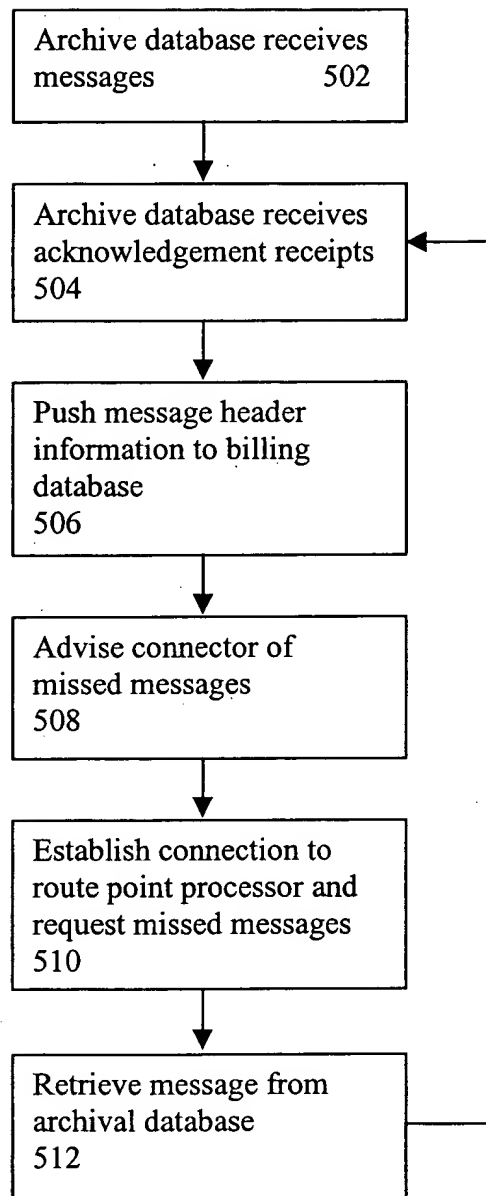 Archive database receives
messages 502
Archive database receives
acknowledgement receipts
504
Push message header
information to billing
database
506
Advise connector of
missed messages
508
Establish connection to
route point processor and
request missed messages
510
Retrieve message from
archival database
512